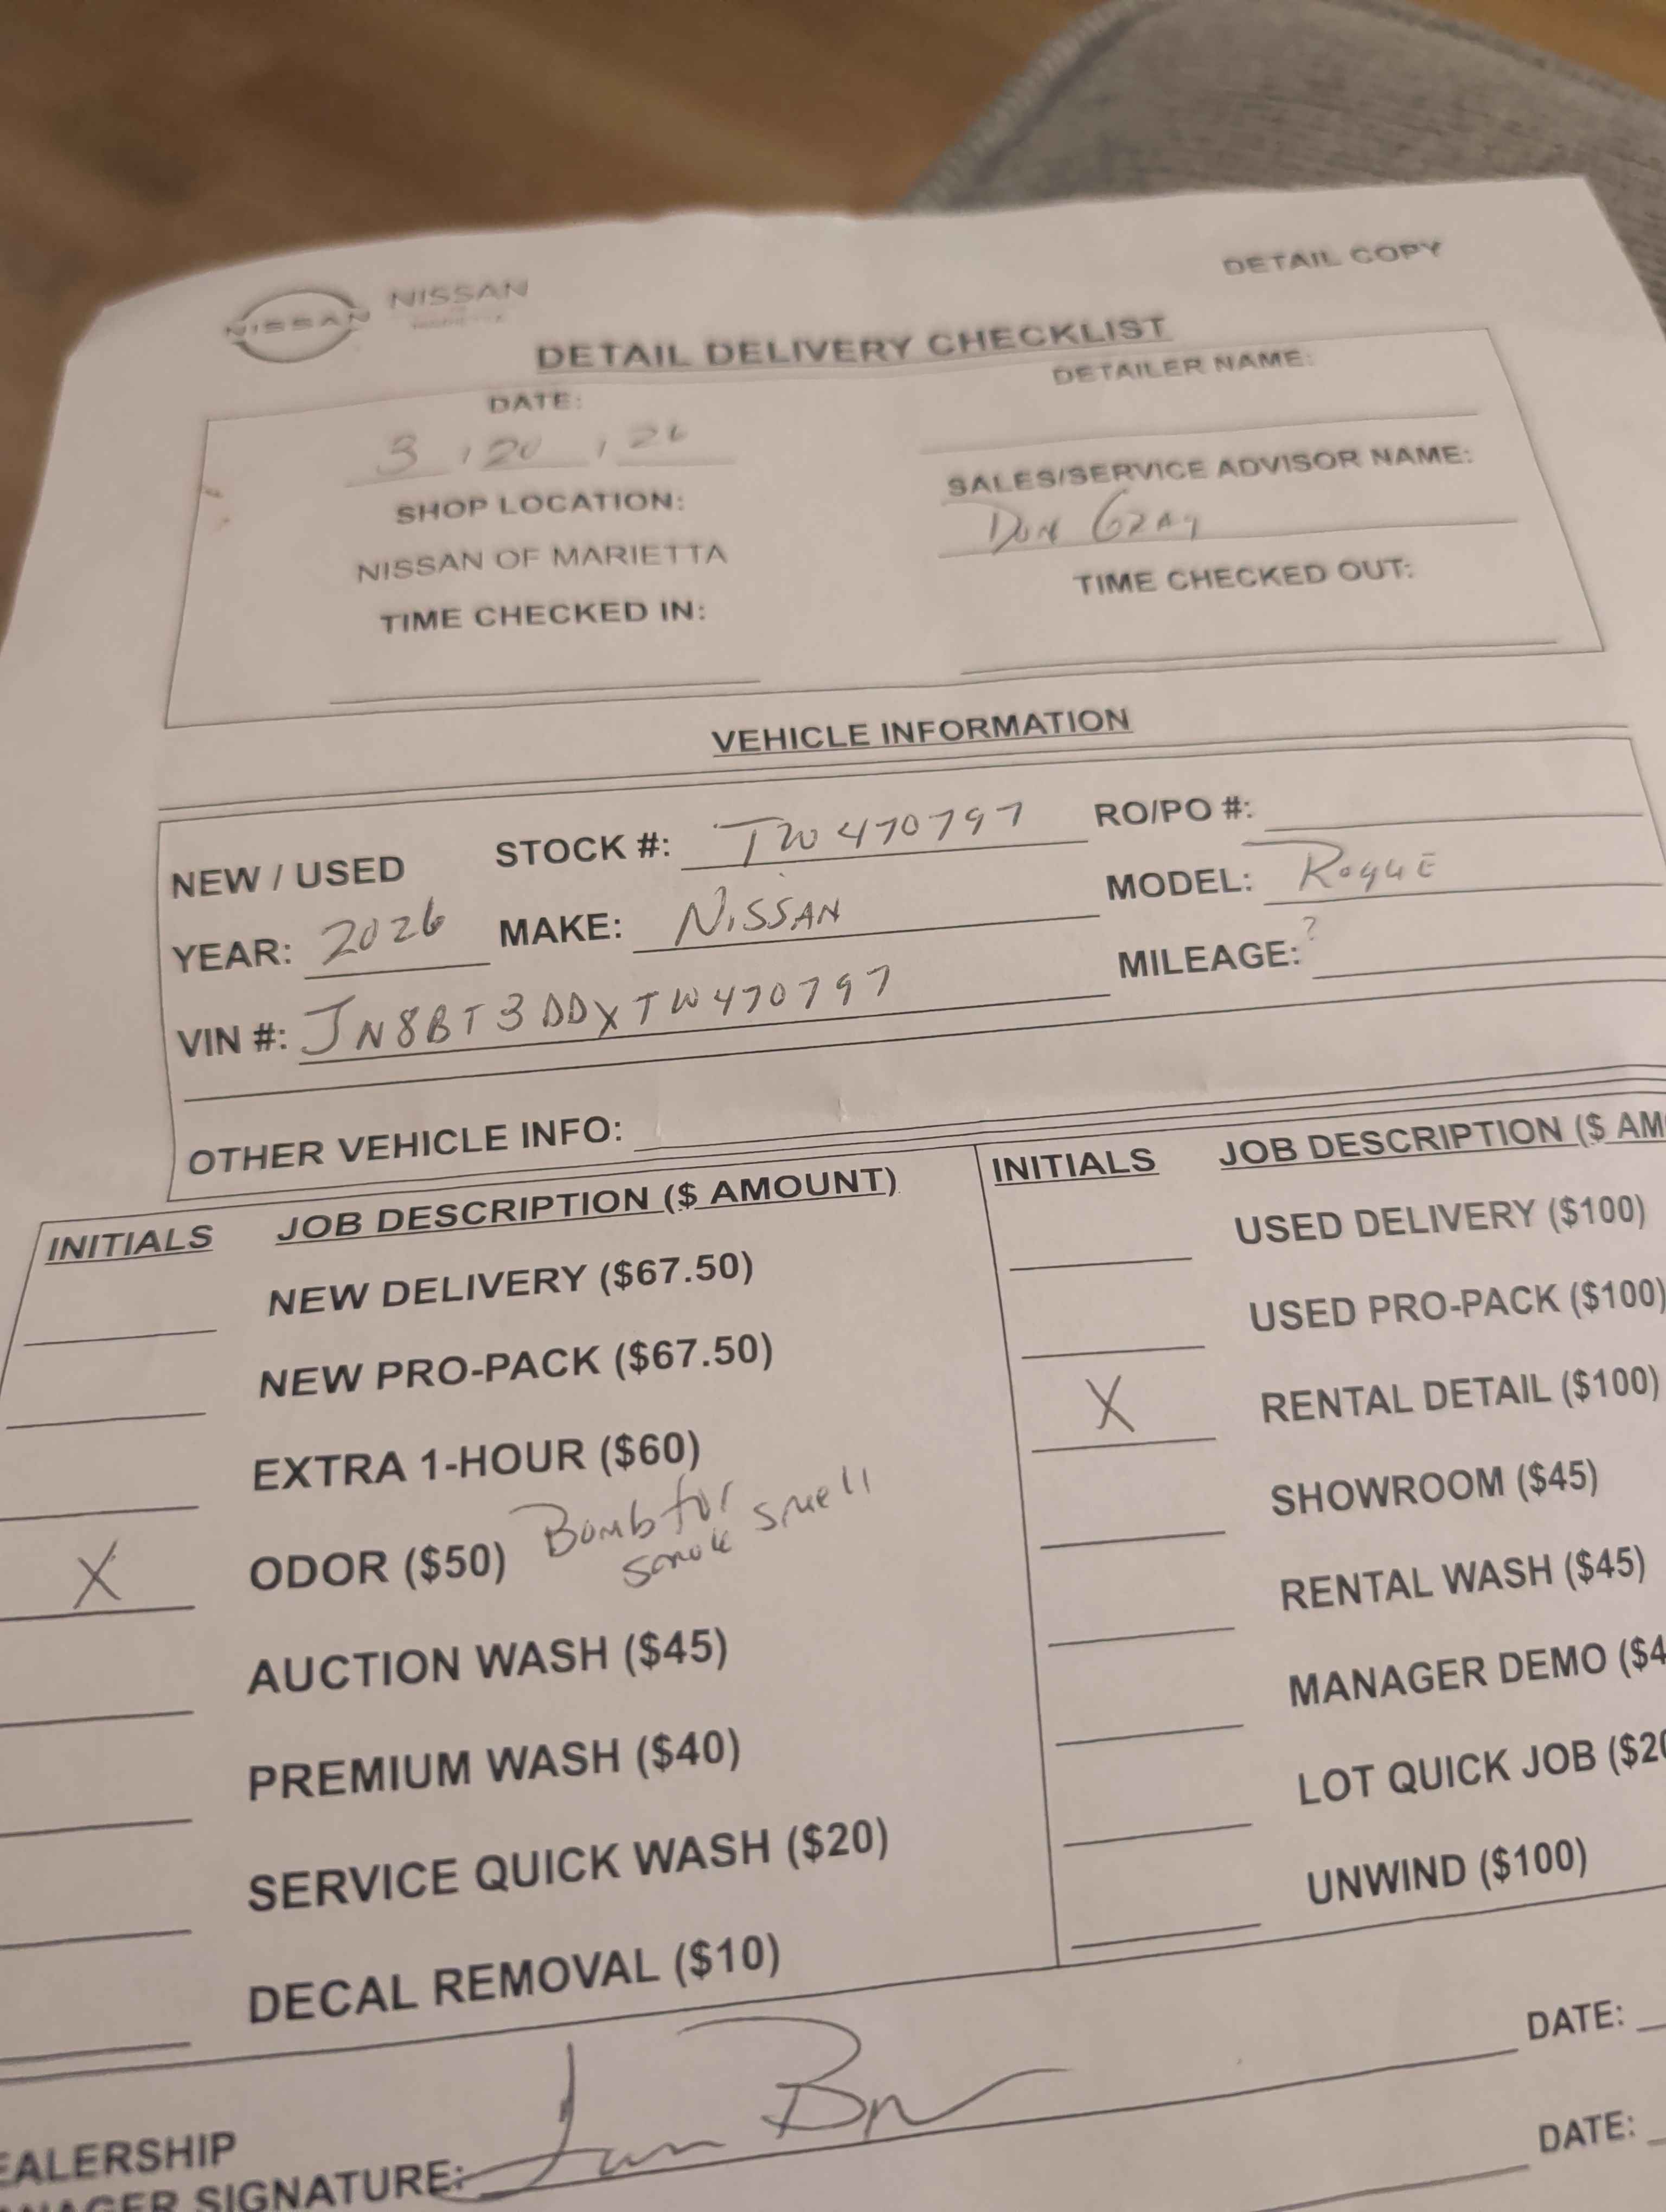 DETAIL COPY
NISSAN NISSAN
DETAIL DELIVERY CHECKLIST
DATE: DETAILER NAME:
3 / 20 / 26
SALES/SERVICE ADVISOR NAME:
SHOP LOCATION: Don Gray
NISSAN OF MARIETTA
TIME CHECKED IN: TIME CHECKED OUT:
VEHICLE INFORMATION
NEW / USED STOCK #: TW470797 RO/PO #:
YEAR: 2026 MAKE: NISSAN MODEL: ROGUE
VIN #: JN8BT3DDXTW470797 MILEAGE: ?
OTHER VEHICLE INFO:
INITIALS JOB DESCRIPTION ($ AMOUNT) INITIALS JOB DESCRIPTION ($ AM
NEW DELIVERY ($67.50) USED DELIVERY ($100)
NEW PRO-PACK ($67.50) USED PRO-PACK ($100)
EXTRA 1-HOUR ($60) X RENTAL DETAIL ($100)
X ODOR ($50) Bomb for smok smell SHOWROOM ($45)
AUCTION WASH ($45) RENTAL WASH ($45)
PREMIUM WASH ($40) MANAGER DEMO ($4
SERVICE QUICK WASH ($20) LOT QUICK JOB ($20
DECAL REMOVAL ($10) UNWIND ($100)
DATE:
EALERSHIP
NAGER SIGNATURE:
DATE: